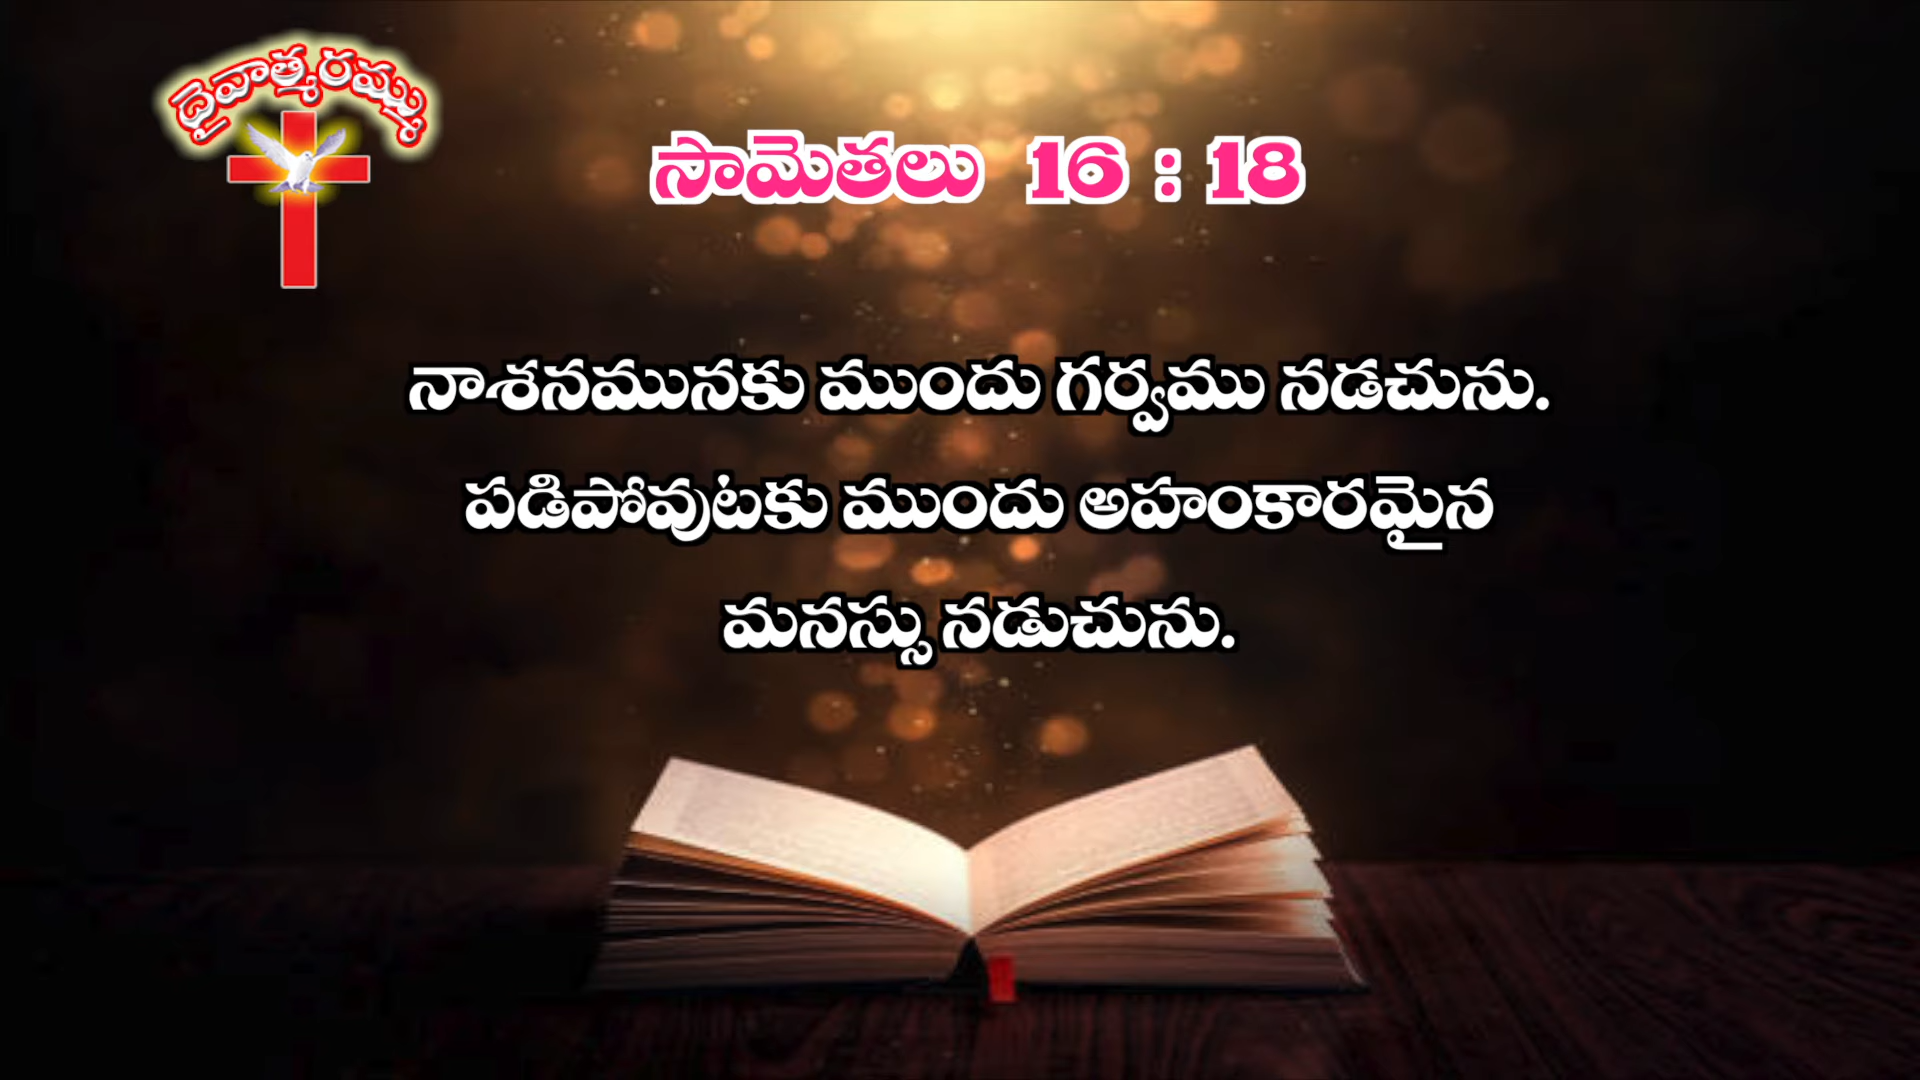 దైవాత్మరమ్ము
సామెతలు 16 : 18
నాశనమునకు ముందు గర్వము నడచును.
పడిపోవుటకు ముందు అహంకారమైన
మనస్సు నడుచును.